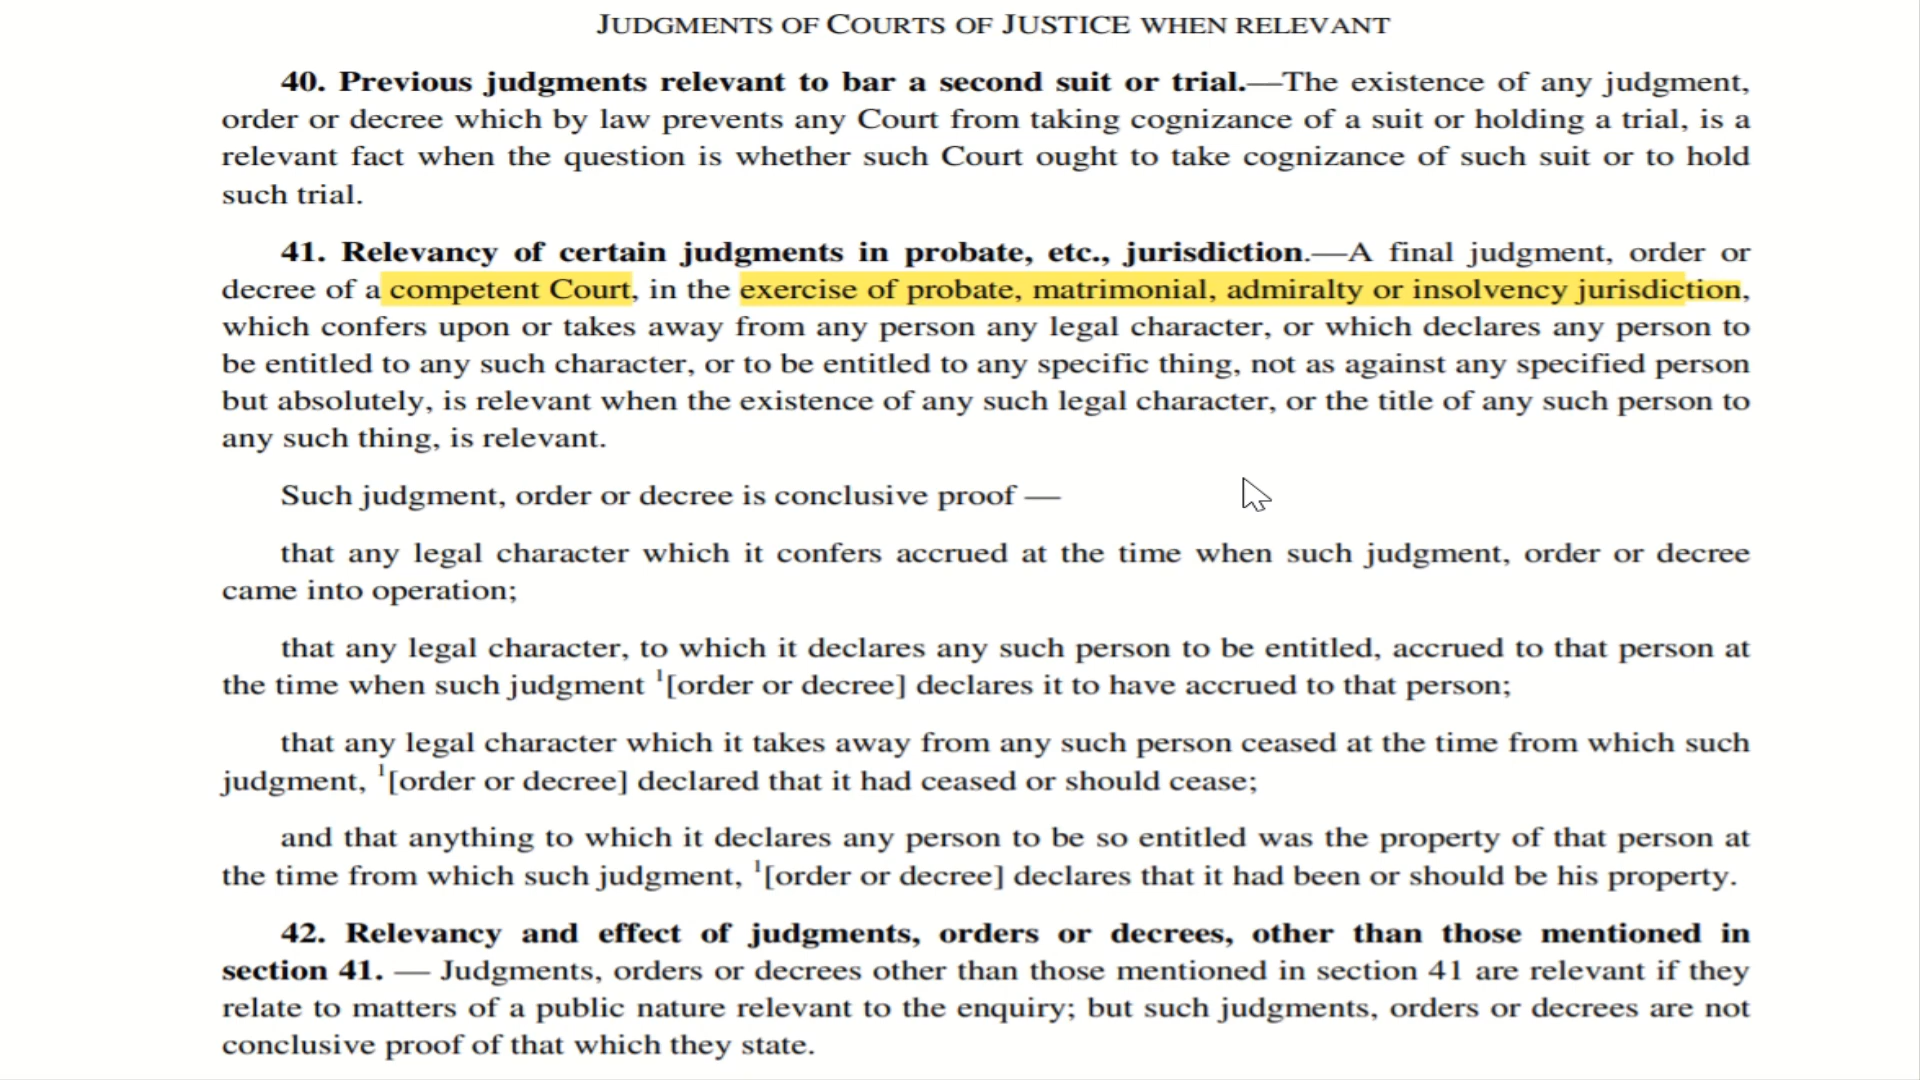 JUDGMENTS OF COURTS OF JUSTICE WHEN RELEVANT
40. Previous judgments relevant to bar a second suit or trial.—The existence of any judgment,
order or decree which by law prevents any Court from taking cognizance of a suit or holding a trial, is a
relevant fact when the question is whether such Court ought to take cognizance of such suit or to hold
such trial.
41. Relevancy of certain judgments in probate, etc., jurisdiction.—A final judgment, order or
decree of a competent Court, in the exercise of probate, matrimonial, admiralty or insolvency jurisdiction,
which confers upon or takes away from any person any legal character, or which declares any person to
be entitled to any such character, or to be entitled to any specific thing, not as against any specified person
but absolutely, is relevant when the existence of any such legal character, or the title of any such person to
any such thing, is relevant.
Such judgment, order or decree is conclusive proof —
that any legal character which it confers accrued at the time when such judgment, order or decree
came into operation;
that any legal character, to which it declares any such person to be entitled, accrued to that person at
the time when such judgment 1[order or decree] declares it to have accrued to that person;
that any legal character which it takes away from any such person ceased at the time from which such
judgment, 1[order or decree] declared that it had ceased or should cease;
and that anything to which it declares any person to be so entitled was the property of that person at
the time from which such judgment, 1[order or decree] declares that it had been or should be his property.
42. Relevancy and effect of judgments, orders or decrees, other than those mentioned in
section 41. — Judgments, orders or decrees other than those mentioned in section 41 are relevant if they
relate to matters of a public nature relevant to the enquiry; but such judgments, orders or decrees are not
conclusive proof of that which they state.